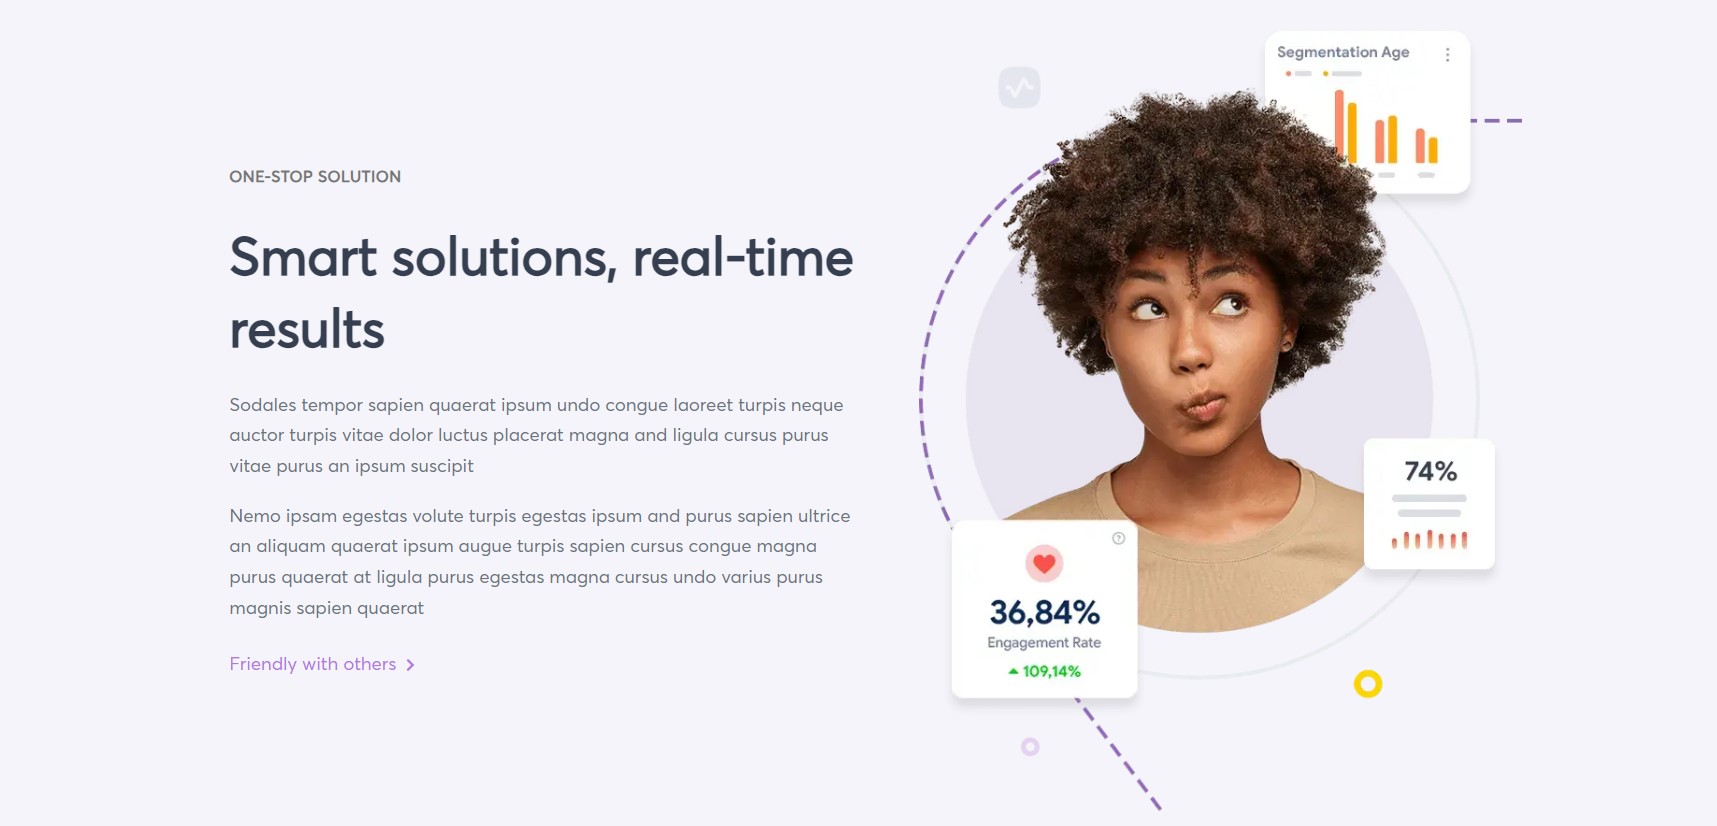 ONE-STOP SOLUTION
Smart solutions, real-time
results
Sodales tempor sapien quaerat ipsum undo congue laoreet turpis neque
auctor turpis vitae dolor luctus placerat magna and ligula cursus purus
vitae purus an ipsum suscipit
Nemo ipsam egestas volute turpis egestas ipsum and purus sapien ultrice
an aliquam quaerat ipsum augue turpis sapien cursus congue magna
purus quaerat at ligula purus egestas magna cursus undo varius purus
magnis sapien quaerat
Friendly with others
Segmentation Age
74%
36,84%
Engagement Rate
109,14%